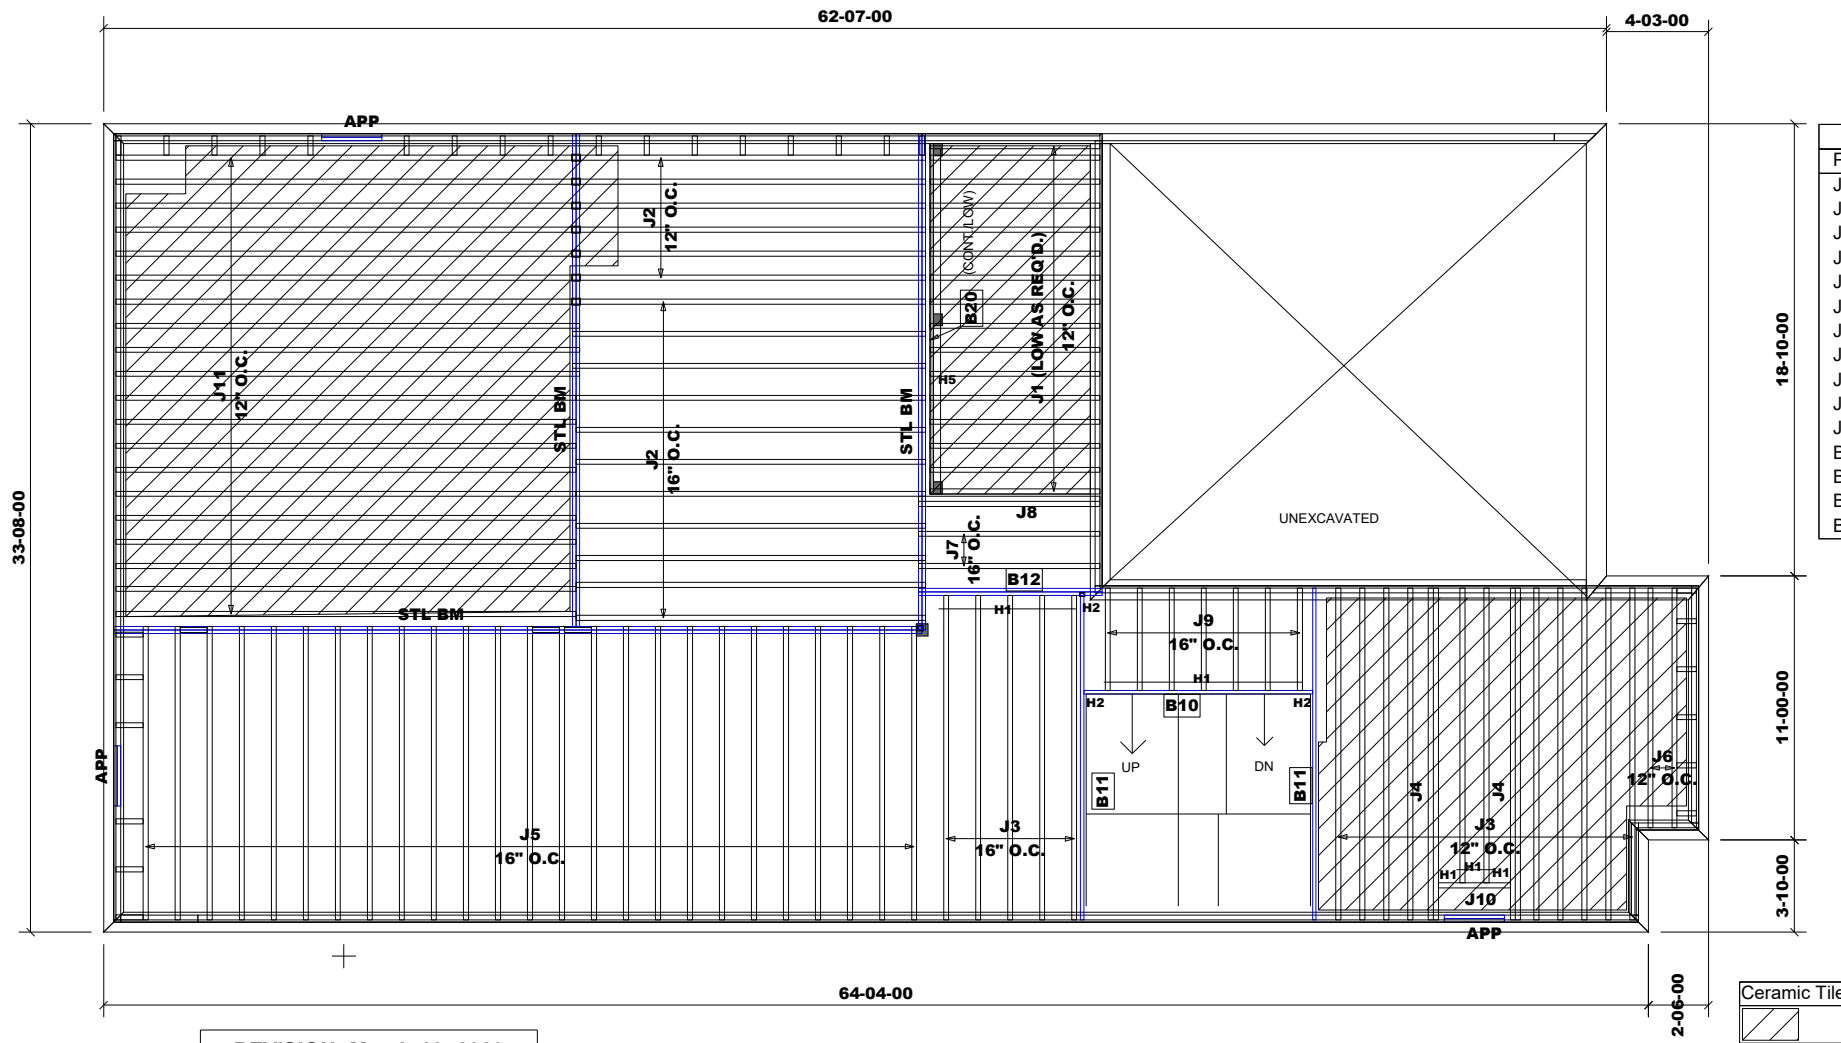 62-07-00
4-03-00
APP
J2
12" O.C.
(CONT./LOW)
B20
J1 (LOW AS REQ'D.)
12" O.C.
18-10-00
J11
12" O.C.
H5
STL BM
STL BM
J2
16" O.C.
33-08-00
UNEXCAVATED
J8
J7
16" O.C.
B12
STL BM
H1
H2
J9
16" O.C.
H1
H2
B10
H2
11-00-00
APP
UP
DN
B11
B11
J4
J4
J6
12" O.C.
J5
16" O.C.
J3
16" O.C.
J3
12" O.C.
H1
H1
H1
J10
3-10-00
APP
64-04-00
2-06-00
Ceramic Tile
J
J
J
J
J
J
J
J
J
J
J
B
B
B
B